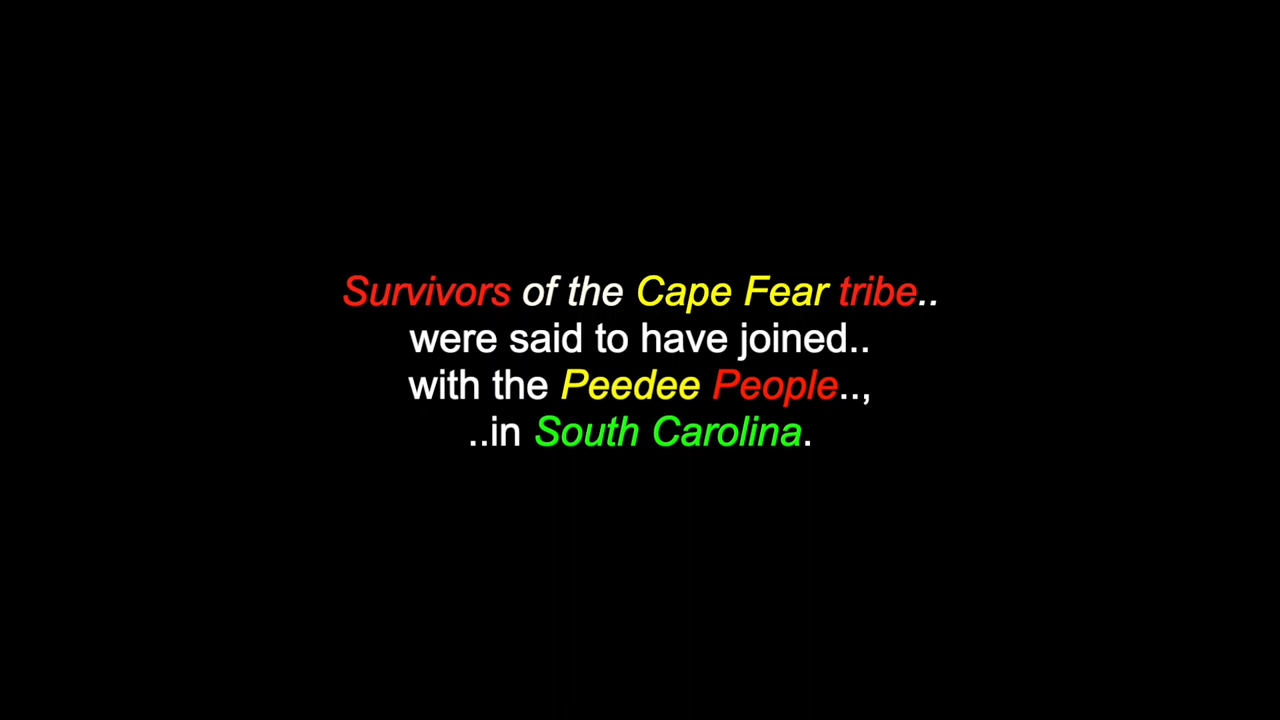 Survivors of the Cape Fear tribe..
were said to have joined..
with the Peedee People..,
..in South Carolina.